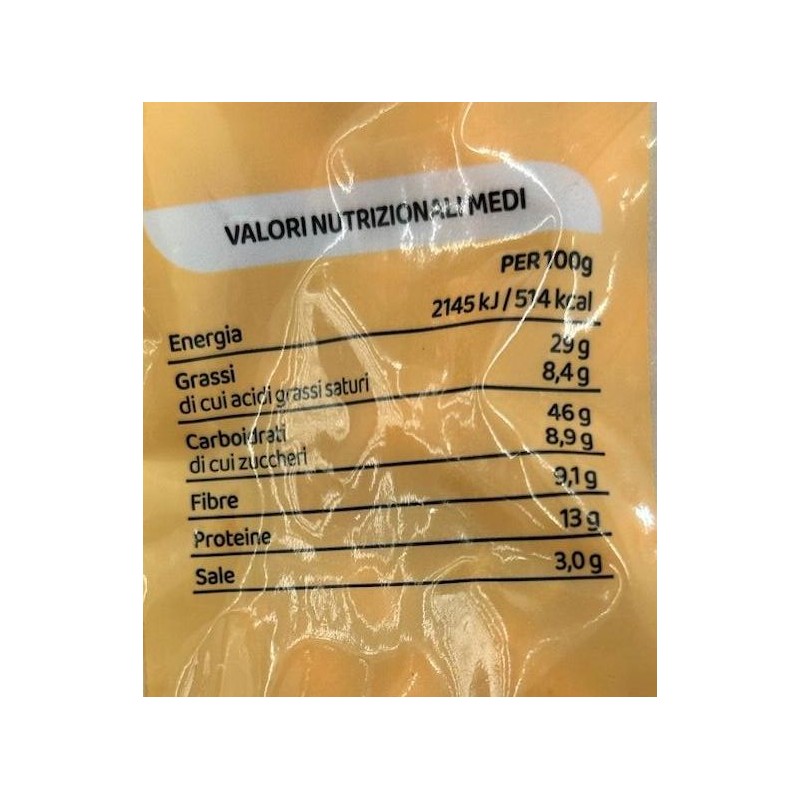 VALORI NUTRIZIONALI MEDI
PER 100g
Energia 2145 kJ / 514 kcal
Grassi 29 g
di cui acidi grassi saturi 8,4 g
Carboidrati 46 g
di cui zuccheri 8,9 g
Fibre 9,1 g
Proteine 13 g
Sale 3,0 g